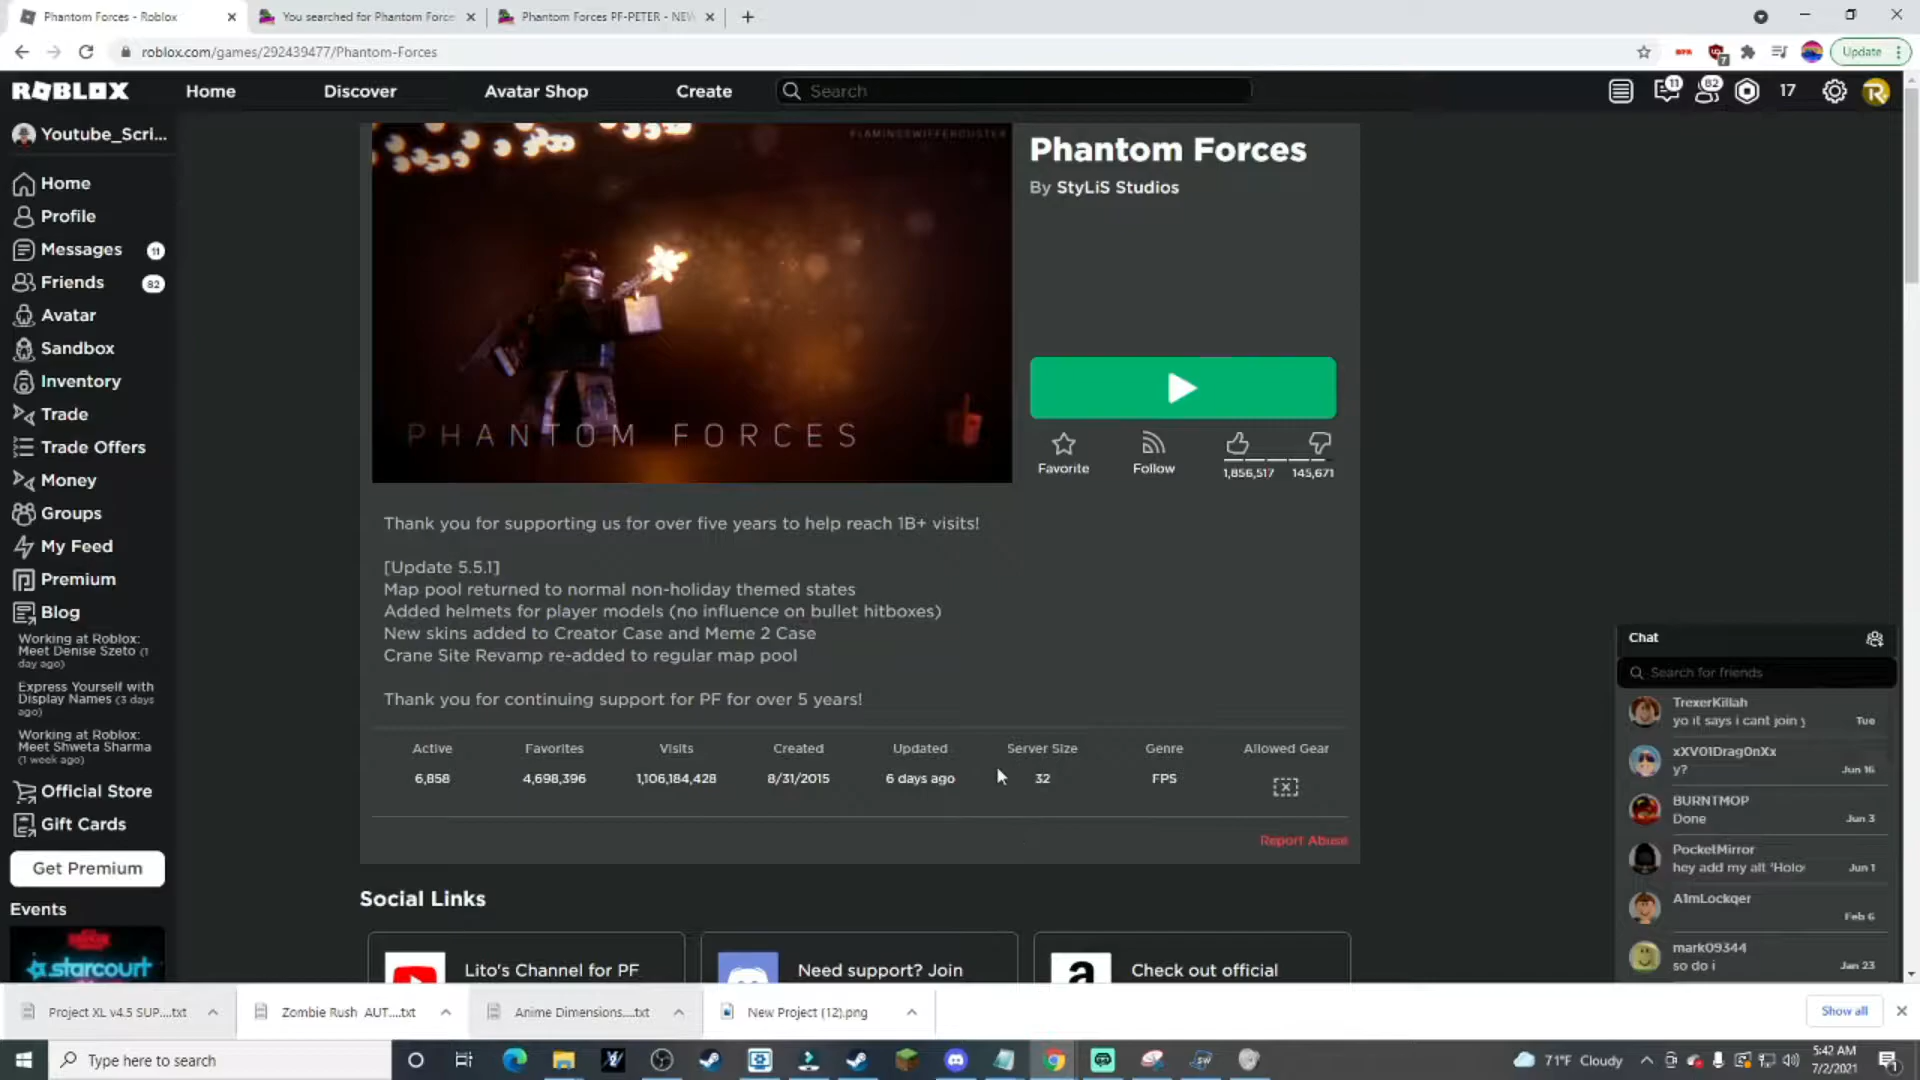 Phantom Forces - Roblox
You searched for Phantom Force
Phantom Forces PF-PETER - NEW
roblox.com/games/292439477/Phantom-Forces
Update
ROBLOX
Home
Discover
Avatar Shop
Create
Search
11
82
17
Youtube_Scri...
Home
Profile
Messages
11
Friends
82
Avatar
Sandbox
Inventory
Trade
Trade Offers
Money
Groups
My Feed
Premium
Blog
Working at Roblox:
Meet Denise Szeto (1
day ago)
Express Yourself with
Display Names (3 days
ago)
Working at Roblox:
Meet Shweta Sharma
(1 week ago)
Official Store
Gift Cards
Get Premium
Events
starcourt
FLAMINGSWIFFERDUSTER
PHANTOM FORCES
Phantom Forces
By StyLiS Studios
Favorite
Follow
1,856,517
145,671
Thank you for supporting us for over five years to help reach 1B+ visits!
[Update 5.5.1]
Map pool returned to normal non-holiday themed states
Added helmets for player models (no influence on bullet hitboxes)
New skins added to Creator Case and Meme 2 Case
Crane Site Revamp re-added to regular map pool
Thank you for continuing support for PF for over 5 years!
Active Favorites Visits Created Updated Server Size Genre Allowed Gear
6,858 4,698,396 1,106,184,428 8/31/2015 6 days ago 32 FPS
Report Abuse
Social Links
Lito's Channel for PF
Need support? Join
Check out official
Chat
Search for friends
TrexerKillah
yo it says i cant join y
Tue
xXV01Drag0nXx
y?
Jun 16
BURNTMOP
Done
Jun 3
PocketMirror
hey add my alt 'Holo
Jun 1
A1mLockqer
Feb 6
mark09344
so do i
Jan 23
Project XL v4.5 SUP....txt
Zombie Rush AUT....txt
Anime Dimensions....txt
New Project (12).png
Show all
Type here to search
71°F Cloudy
5:42 AM
7/2/2021